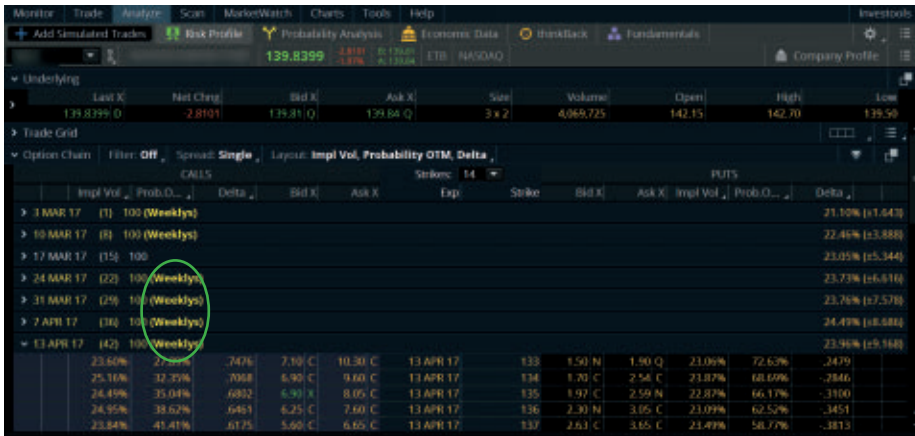 Monitor Trade Analyze Scan MarketWatch Charts Tools Help Investools
Add Simulated Trades Risk Profile Probability Analysis Economic Data thinkBack Fundamentals
139.8399 -2.8101 -1.97% B: 139.81 A: 139.84 ETB NASDAQ Company Profile
Underlying
Last X Net Chng Bid X Ask X Size Volume Open High Low
139.8399 D -2.8101 139.81 Q 139.84 Q 3 x 2 4,069,725 142.15 142.70 139.50
Trade Grid
Option Chain Filter: Off , Spread: Single , Layout: Impl Vol, Probability OTM, Delta ,
CALLS Strikes: 14 PUTS
Impl Vol Prob.O... Delta Bid X Ask X Exp Strike Bid X Ask X Impl Vol Prob.O... Delta
3 MAR 17 (1) 100 (Weeklys) 21.10% (±1.643)
10 MAR 17 (8) 100 (Weeklys) 22.46% (±3.888)
17 MAR 17 (15) 100 23.05% (±5.344)
24 MAR 17 (22) 100 (Weeklys) 23.73% (±6.616)
31 MAR 17 (29) 100 (Weeklys) 23.76% (±7.578)
7 APR 17 (36) 100 (Weeklys) 24.49% (±8.686)
13 APR 17 (42) 100 (Weeklys) 23.96% (±9.168)
23.60% .7476 7.10 C 10.30 C 13 APR 17 133 1.50 N 1.90 Q 23.06% 72.63% -.2479
25.16% 32.35% .7068 6.90 C 9.60 C 13 APR 17 134 1.70 C 2.54 C 23.87% 68.69% -.2846
24.49% 35.04% .6802 6.90 X 8.05 C 13 APR 17 135 1.97 C 2.59 N 22.87% 66.17% -.3100
24.95% 38.62% .6461 6.25 C 7.60 C 13 APR 17 136 2.30 N 3.05 C 23.09% 62.52% -.3451
23.84% 41.41% .6175 5.60 C 6.65 C 13 APR 17 137 2.63 C 3.65 C 23.49% 58.77% -.3813